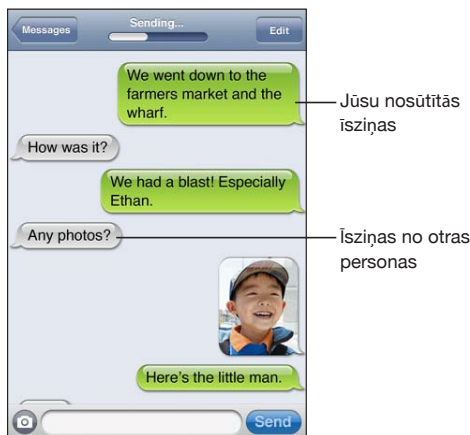 Messages
Sending...
Edit
We went down to the
farmers market and the
wharf.
Jūsu nosūtītās
īsziņas
How was it?
We had a blast! Especially
Ethan.
Any photos?
Īsziņas no otras
personas
Here's the little man.
Send